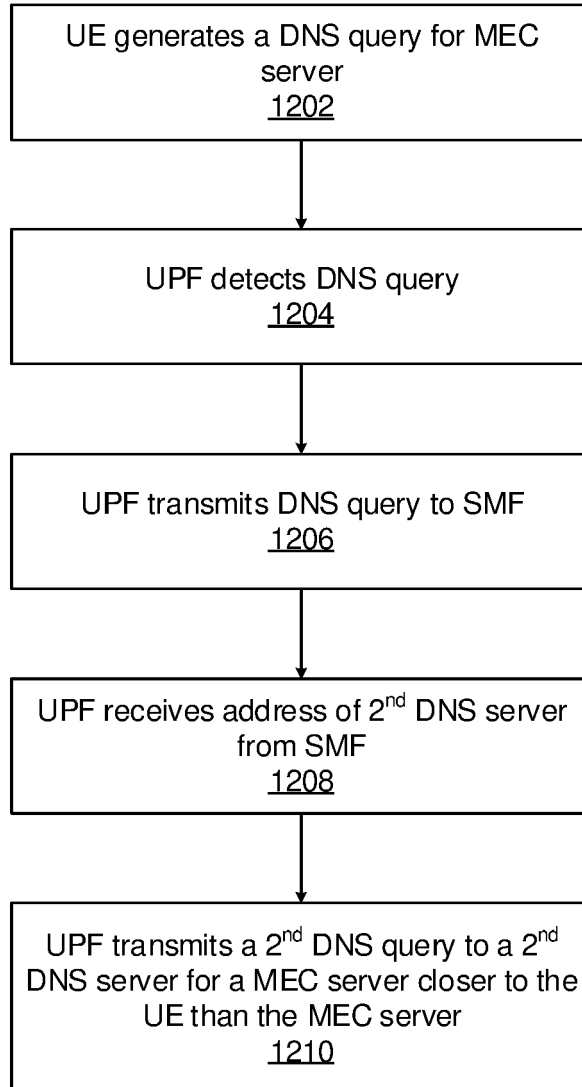 UE generates a DNS query for MEC
server
1202
UPF detects DNS query
1204
UPF transmits DNS query to SMF
1206
UPF receives address of 2nd DNS server
from SMF
1208
UPF transmits a 2nd DNS query to a 2nd
DNS server for a MEC server closer to the
UE than the MEC server
1210